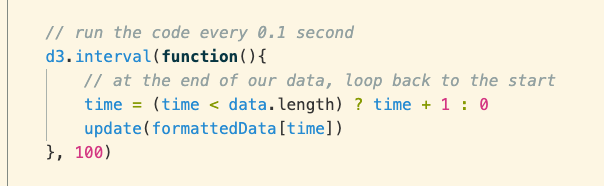 // run the code every 0.1 second
d3.interval(function(){
// at the end of our data, loop back to the start
time = (time < data.length) ? time + 1 : 0
update(formattedData[time])
}, 100)